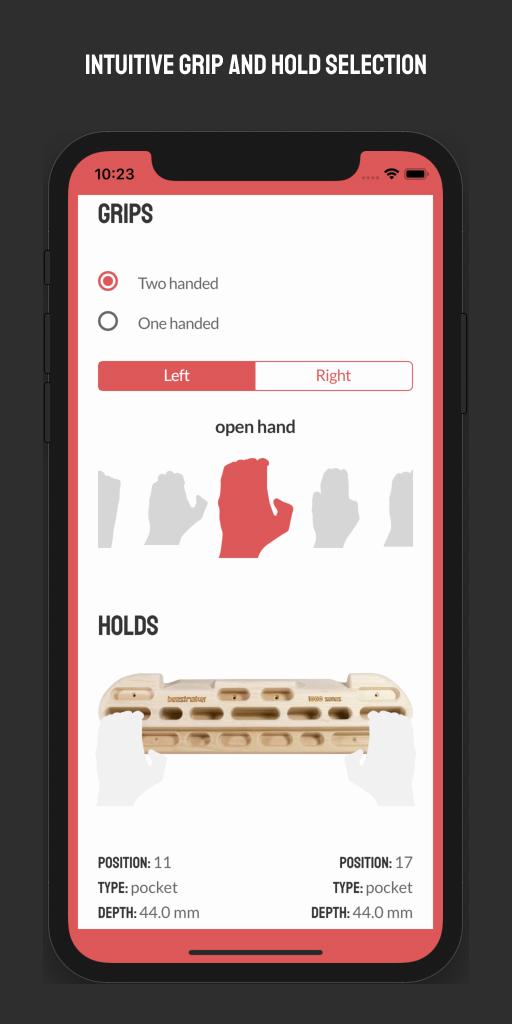 INTUITIVE GRIP AND HOLD SELECTION
10:23
GRIPS
Two handed
One handed
Left Right
open hand
HOLDS
beastmaker 1000 series
POSITION: 11 POSITION: 17
TYPE: pocket TYPE: pocket
DEPTH: 44.0 mm DEPTH: 44.0 mm